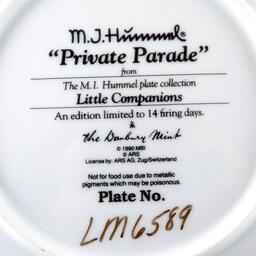 M.J.Hummel®
"Private Parade"
from
The M.I. Hummel plate collection
Little Companions
An edition limited to 14 firing days.
the Danbury Mint
© 1990 MBI
© ARS
License by: ARS AG, Zug/Switzerland
Not for food use due to metallic
pigments which may be poisonous.
Plate No.
LM6589